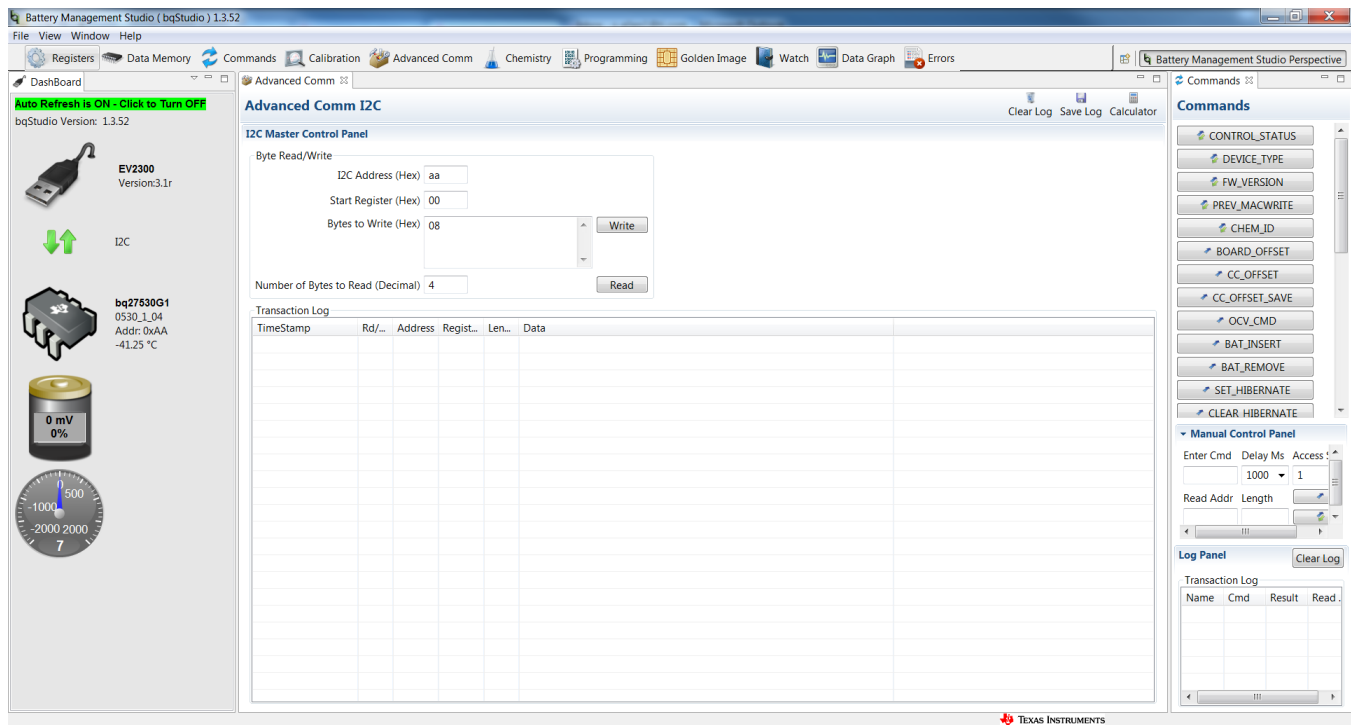 Battery Management Studio ( bqStudio ) 1.3.52
File View Window Help
Registers Data Memory Commands Calibration Advanced Comm Chemistry Programming Golden Image Watch Data Graph Errors
Battery Management Studio Perspective
DashBoard
Auto Refresh is ON - Click to Turn OFF
bqStudio Version: 1.3.52
EV2300
Version:3.1r
I2C
bq27530G1
0530_1_04
Addr: 0xAA
-41.25 °C
0 mV
0%
0
500
-1000
-2000 2000
7
Advanced Comm
Advanced Comm I2C
Clear Log Save Log Calculator
I2C Master Control Panel
Byte Read/Write
I2C Address (Hex) aa
Start Register (Hex) 00
Bytes to Write (Hex) 08
Write
Number of Bytes to Read (Decimal) 4
Read
Transaction Log
TimeStamp Rd/... Address Regist... Len... Data
Commands
Commands
CONTROL_STATUS
DEVICE_TYPE
FW_VERSION
PREV_MACWRITE
CHEM_ID
BOARD_OFFSET
CC_OFFSET
CC_OFFSET_SAVE
OCV_CMD
BAT_INSERT
BAT_REMOVE
SET_HIBERNATE
CLEAR HIBERNATE
Manual Control Panel
Enter Cmd Delay Ms Access
1000 1
Read Addr Length
Log Panel
Clear Log
Transaction Log
Name Cmd Result Read .
TEXAS INSTRUMENTS